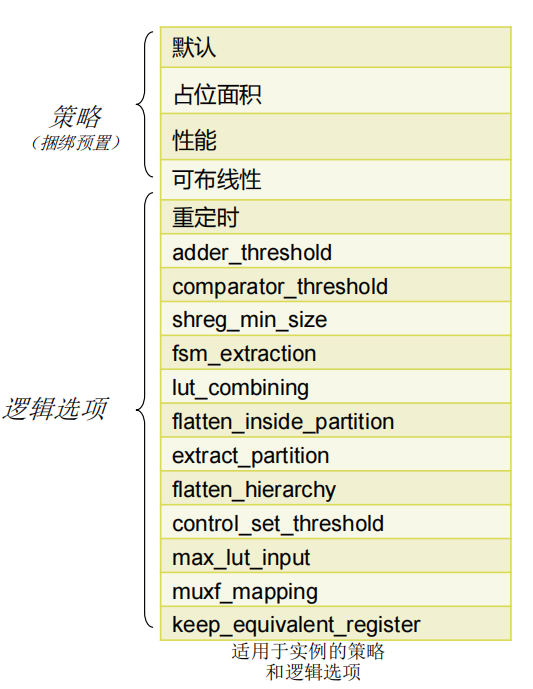 默认
占位面积
策略
（捆绑预置）
性能
可布线性
重定时
adder_threshold
comparator_threshold
shreg_min_size
fsm_extraction
lut_combining
逻辑选项
flatten_inside_partition
extract_partition
flatten_hierarchy
control_set_threshold
max_lut_input
muxf_mapping
keep_equivalent_register
适用于实例的策略
和逻辑选项